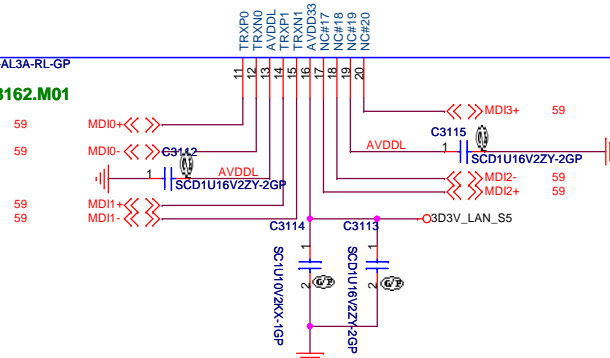 TRXP0
TRXN0
AVDDL
TRXP1
TRXN1
AVDD33
NC#17
NC#18
NC#19
NC#20
-AL3A-RL-GP
11
12
13
14
15
16
17
18
19
20
3162.M01
59 MDI0+
59 MDI0-
C3112
1
AVDDL
SCD1U16V2ZY-2GP
59 MDI1+
59 MDI1-
MDI3+ 59
C3115
AVDDL
1
SCD1U16V2ZY-2GP
MDI2- 59
MDI2+ 59
3D3V_LAN_S5
C3114
1
2
SC1U10V2KX-1GP
G/P
C3113
1
2
SCD1U16V2ZY-2GP
G/P